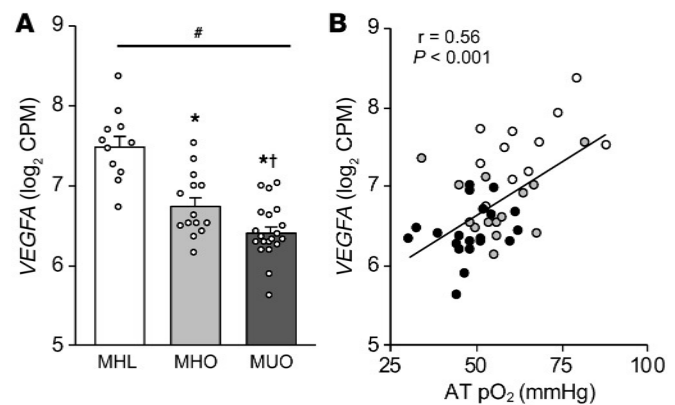 A
VEGFA (log2 CPM)
9
8
7
6
5
#
*
*†
MHL
MHO
MUO
B
VEGFA (log2 CPM)
9
8
7
6
5
r = 0.56
P < 0.001
25
50
75
100
AT pO2 (mmHg)